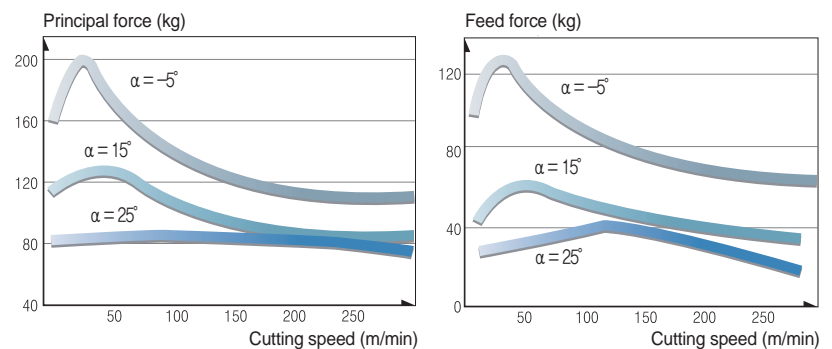 Principal force (kg)
200
160
120
80
40
α = –5°
α = 15°
α = 25°
50 100 150 200 250
Cutting speed (m/min)
Feed force (kg)
120
80
40
0
α = –5°
α = 15°
α = 25°
50 100 150 200 250
Cutting speed (m/min)